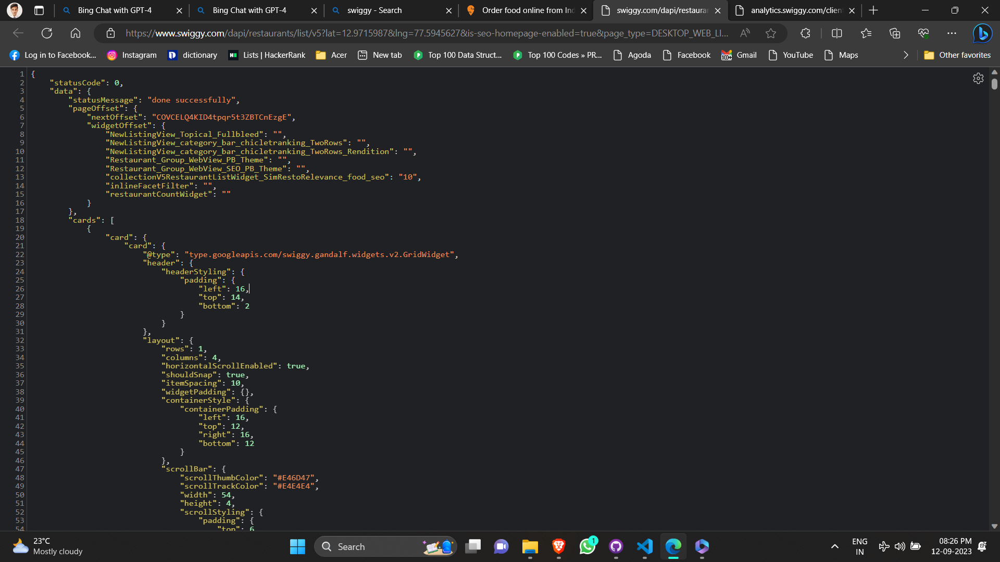 Bing Chat with GPT-4
Bing Chat with GPT-4
swiggy - Search
Order food online from Ind
swiggy.com/dapi/restaurar
analytics.swiggy.com/clien
https://www.swiggy.com/dapi/restaurants/list/v5?lat=12.9715987&lng=77.5945627&is-seo-homepage-enabled=true&page_type=DESKTOP_WEB_LI...
Log in to Facebook...
Instagram
dictionary
Lists | HackerRank
Acer
New tab
Top 100 Data Struct...
Top 100 Codes » PR...
Agoda
Facebook
100+
Gmail
YouTube
Maps
Other favorites
1 {
2 "statusCode": 0,
3 "data": {
4 "statusMessage": "done successfully",
5 "pageOffset": {
6 "nextOffset": "COVCELQ4KID4tpqr5t3ZBTCnEzgE",
7 "widgetOffset": {
8 "NewListingView_Topical_Fullbleed": "",
9 "NewListingView_category_bar_chicletranking_TwoRows": "",
10 "NewListingView_category_bar_chicletranking_TwoRows_Rendition": "",
11 "Restaurant_Group_WebView_PB_Theme": "",
12 "Restaurant_Group_WebView_SEO_PB_Theme": "",
13 "collectionV5RestaurantListWidget_SimRestoRelevance_food_seo": "10",
14 "inlineFacetFilter": "",
15 "restaurantCountWidget": ""
16 }
17 },
18 "cards": [
19 {
20 "card": {
21 "card": {
22 "@type": "type.googleapis.com/swiggy.gandalf.widgets.v2.GridWidget",
23 "header": {
24 "headerStyling": {
25 "padding": {
26 "left": 16,
27 "top": 14,
28 "bottom": 2
29 }
30 }
31 },
32 "layout": {
33 "rows": 1,
34 "columns": 4,
35 "horizontalScrollEnabled": true,
36 "shouldSnap": true,
37 "itemSpacing": 10,
38 "widgetPadding": {},
39 "containerStyle": {
40 "containerPadding": {
41 "left": 16,
42 "top": 12,
43 "right": 16,
44 "bottom": 12
45 }
46 },
47 "scrollBar": {
48 "scrollThumbColor": "#E46D47",
49 "scrollTrackColor": "#E4E4E4",
50 "width": 54,
51 "height": 4,
52 "scrollStyling": {
53 "padding": {
54 "top": 6
23°C
Mostly cloudy
Search
1
ENG
IN
08:26 PM
12-09-2023